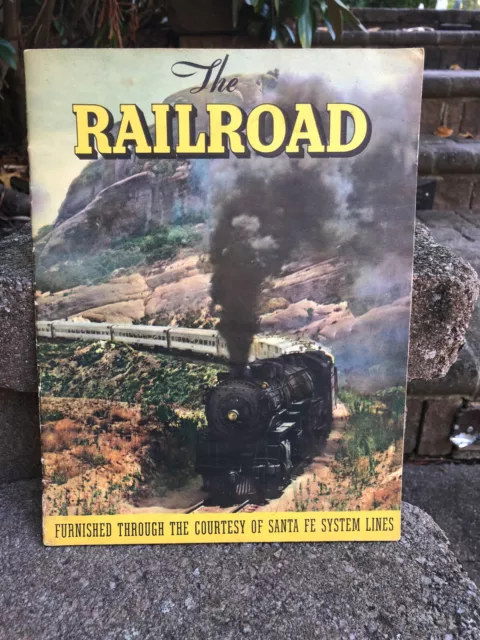 The
RAILROAD
FURNISHED THROUGH THE COURTESY OF SANTA FE SYSTEM LINES